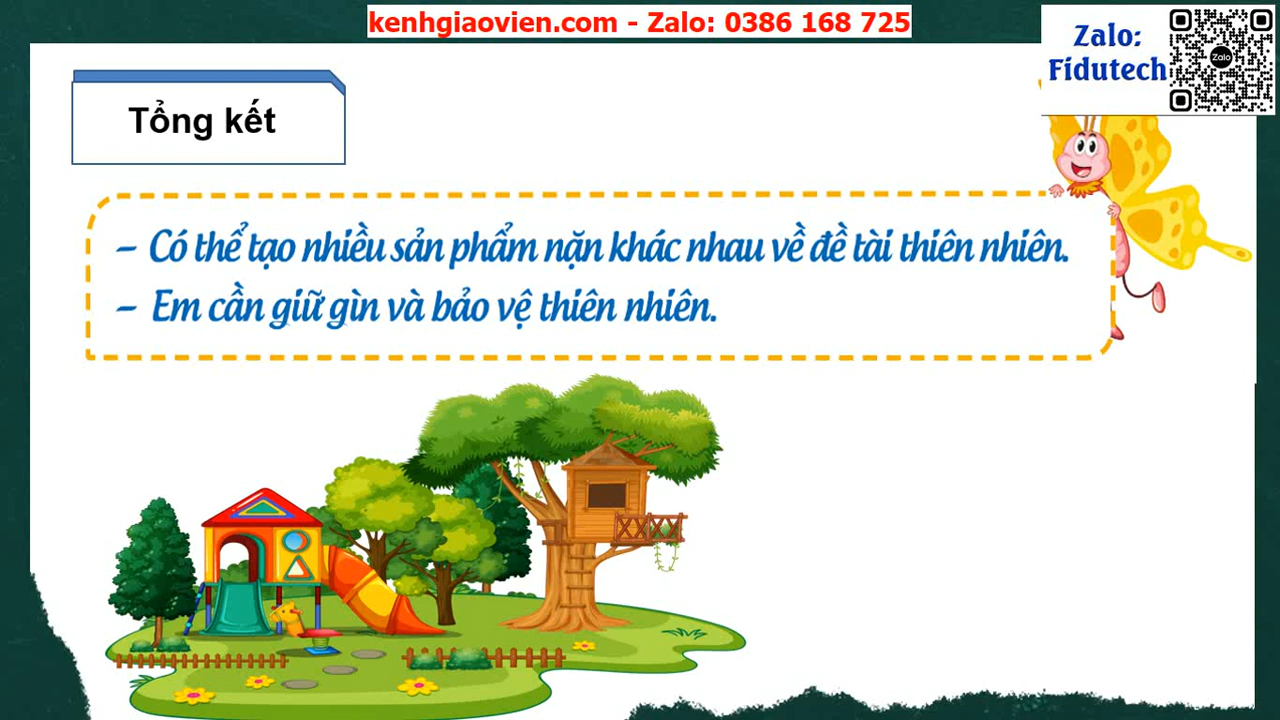 kenhgiaovien.com - Zalo: 0386 168 725
Zalo:
Fidutech
Zalo
Tổng kết
– Có thể tạo nhiều sản phẩm nặn khác nhau về đề tài thiên nhiên.
– Em cần giữ gìn và bảo vệ thiên nhiên.